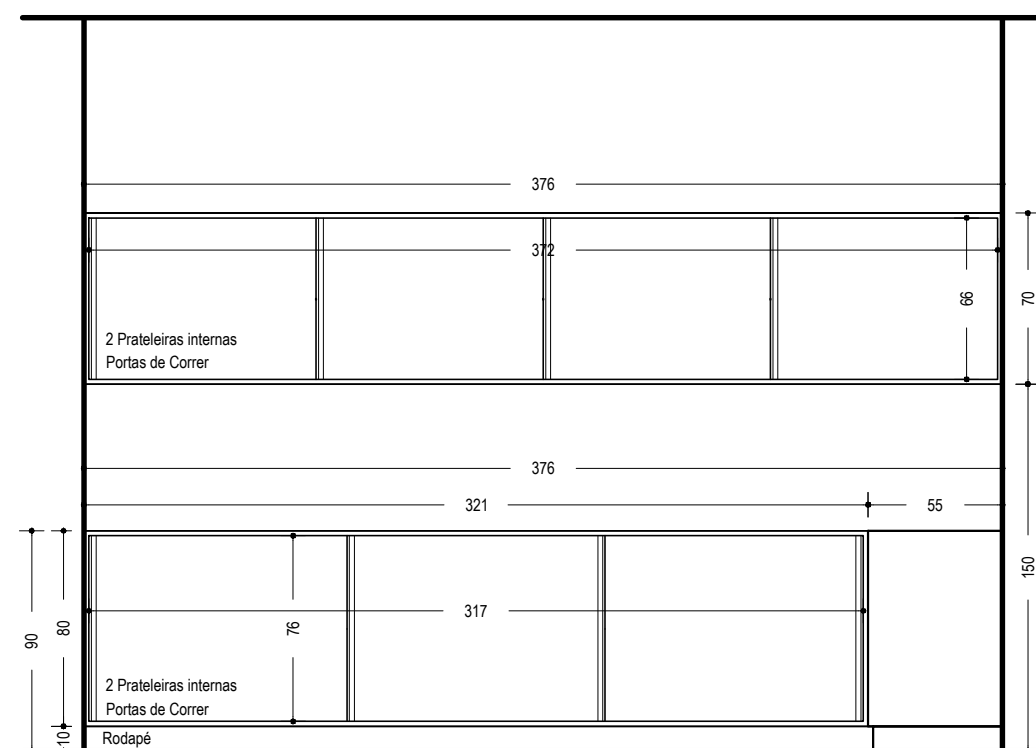 376
372
66
70
2 Prateleiras internas
Portas de Correr
376
321
55
150
317
76
80
90
2 Prateleiras internas
Portas de Correr
10
Rodapé